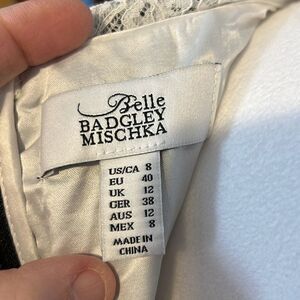 Belle
BADGLEY
MISCHKA
US/CA 8
EU 40
UK 12
GER 38
AUS 12
MEX 8
MADE IN
CHINA